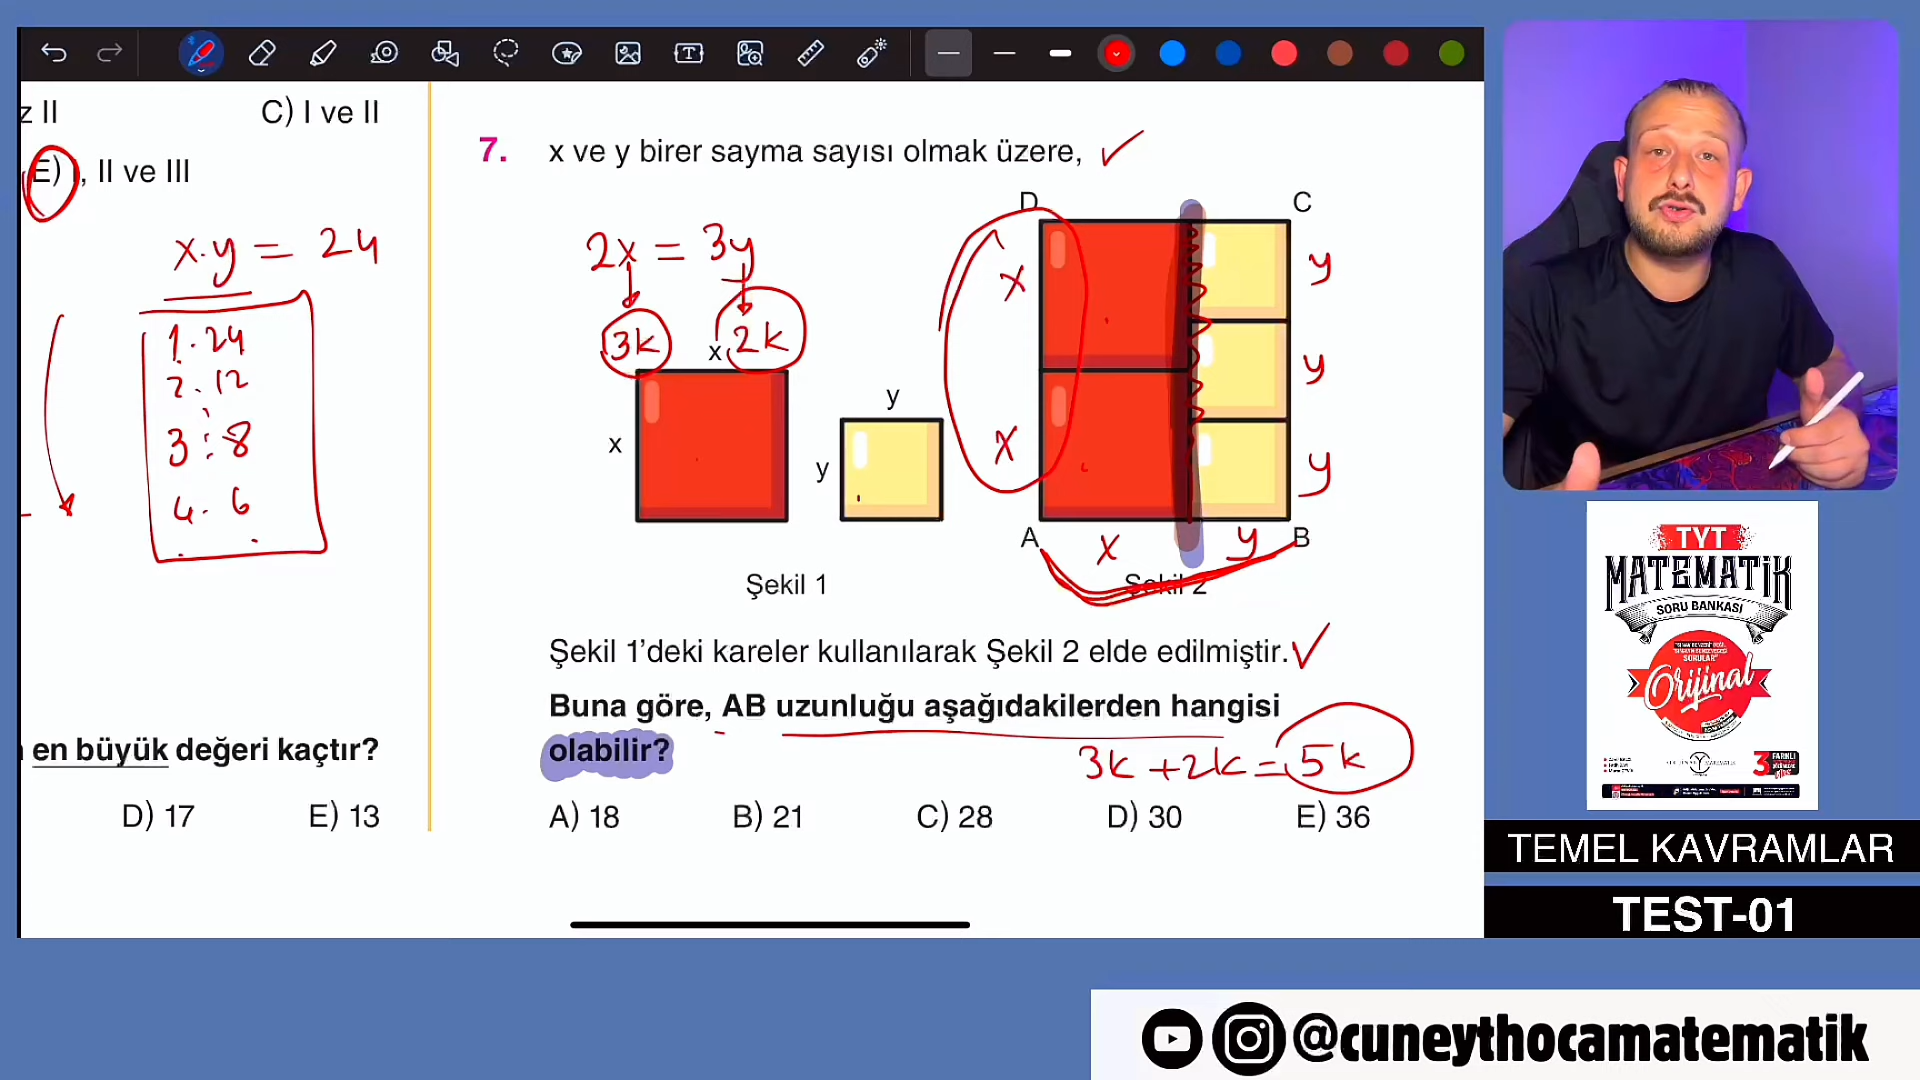 z II
C) I ve II
E) I, II ve III
x.y = 24
1.24
2.12
3.8
4.6
en büyük değeri kaçtır?
D) 17
E) 13
7. x ve y birer sayma sayısı olmak üzere,
2x = 3y
3k
2k
x
x
y
y
D
C
x
x
y
y
y
A
x
y
B
Şekil 1
Şekil 2
Şekil 1'deki kareler kullanılarak Şekil 2 elde edilmiştir.
Buna göre, AB uzunluğu aşağıdakilerden hangisi
olabilir?
3k + 2k = 5k
A) 18
B) 21
C) 28
D) 30
E) 36
TYT
MATEMATİK
SORU BANKASI
SORULAR"
Orijinal
3 FARKLI
TEMEL KAVRAMLAR
TEST-01
@cuneythocamatematik